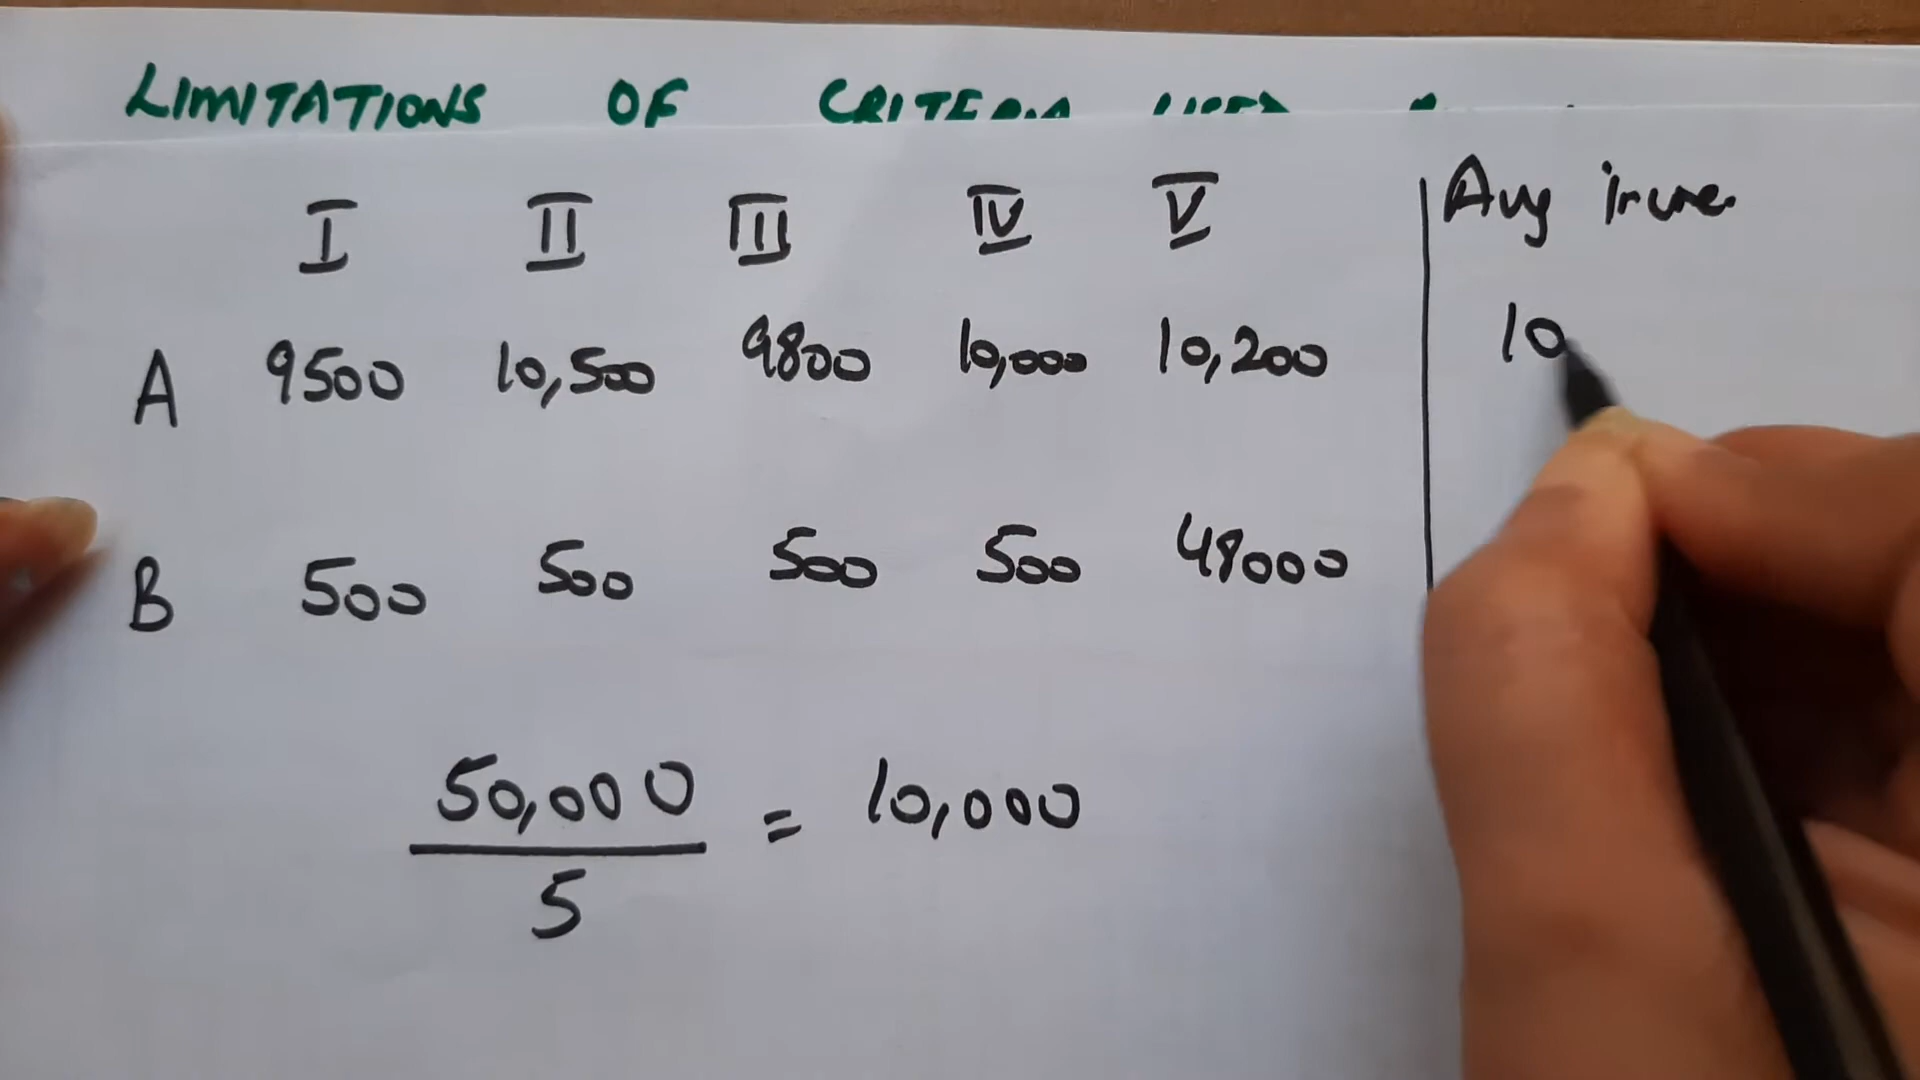 LIMITATIONS OF
I II III IV V Avg
A 9500 10,500 9800 10,000 10,200 10
B 500 500 500 500 48000
50,000
= 10,000
5